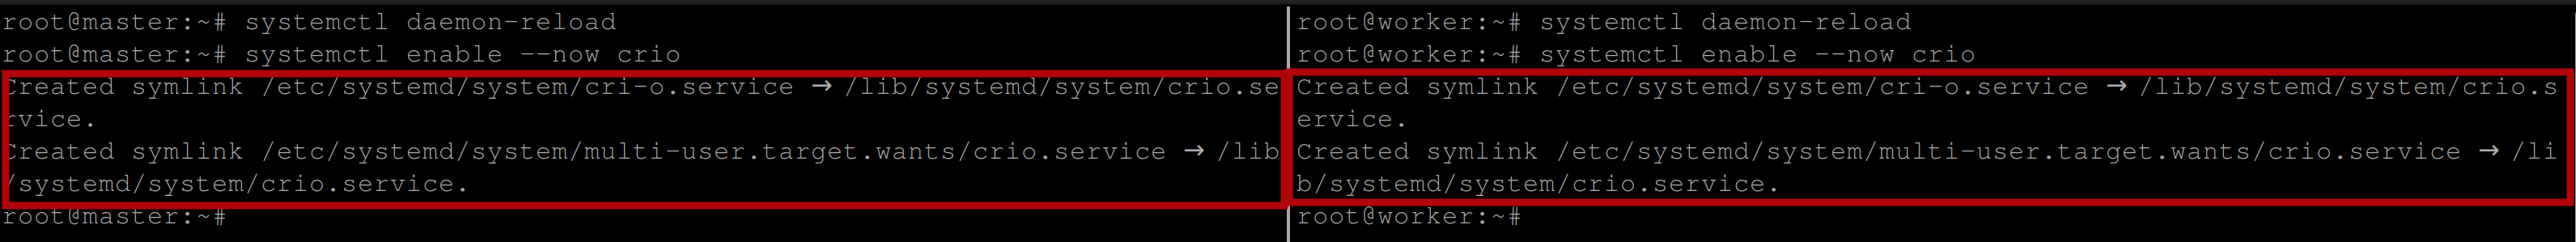 root@master:~# systemctl daemon-reload
root@master:~# systemctl enable --now crio
Created symlink /etc/systemd/system/cri-o.service → /lib/systemd/system/crio.se
rvice.
Created symlink /etc/systemd/system/multi-user.target.wants/crio.service → /lib
/systemd/system/crio.service.
root@master:~#
root@worker:~# systemctl daemon-reload
root@worker:~# systemctl enable --now crio
Created symlink /etc/systemd/system/cri-o.service → /lib/systemd/system/crio.s
ervice.
Created symlink /etc/systemd/system/multi-user.target.wants/crio.service → /li
b/systemd/system/crio.service.
root@worker:~#